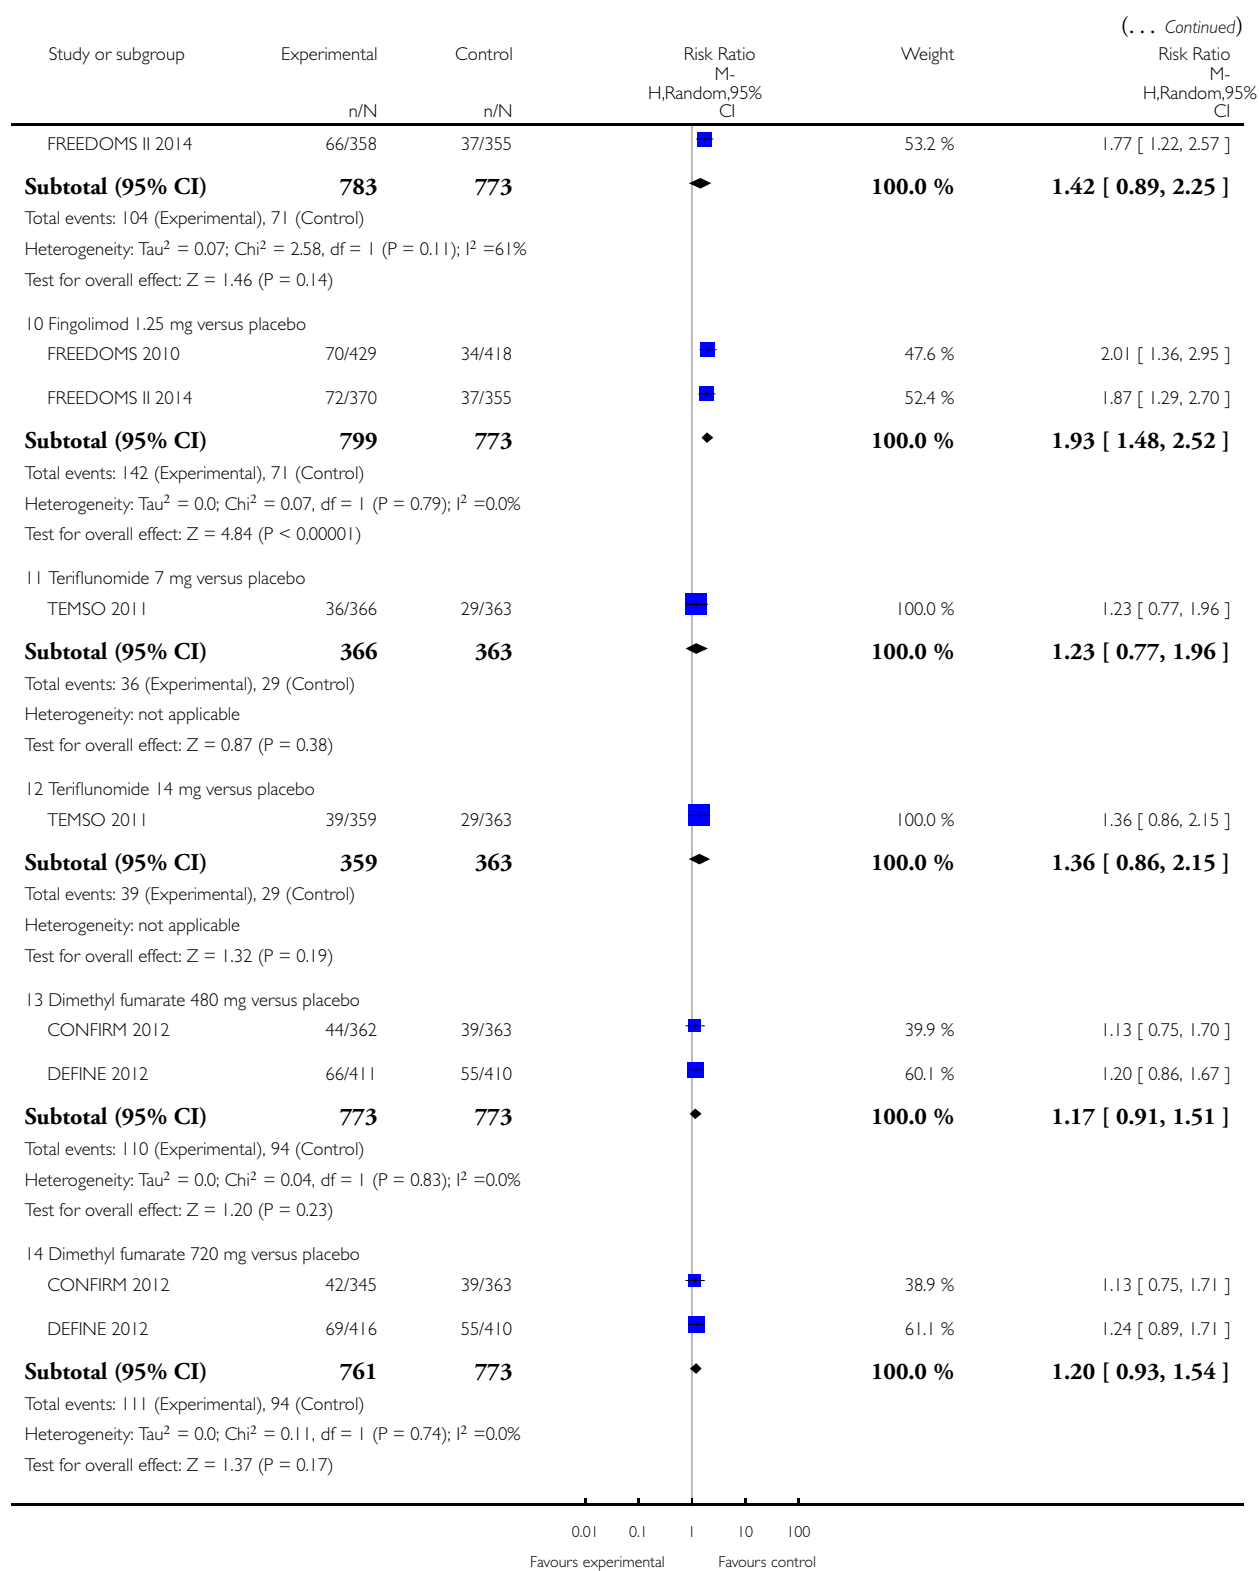 (... Continued)
Study or subgroup Experimental Control Risk Ratio Weight Risk Ratio
M- M-
H,Random,95% H,Random,95%
n/N n/N CI CI
FREEDOMS II 2014 66/358 37/355 53.2 % 1.77 [ 1.22, 2.57 ]
Subtotal (95% CI) 783 773 100.0 % 1.42 [ 0.89, 2.25 ]
Total events: 104 (Experimental), 71 (Control)
Heterogeneity: Tau² = 0.07; Chi² = 2.58, df = 1 (P = 0.11); I² =61%
Test for overall effect: Z = 1.46 (P = 0.14)
10 Fingolimod 1.25 mg versus placebo
FREEDOMS 2010 70/429 34/418 47.6 % 2.01 [ 1.36, 2.95 ]
FREEDOMS II 2014 72/370 37/355 52.4 % 1.87 [ 1.29, 2.70 ]
Subtotal (95% CI) 799 773 100.0 % 1.93 [ 1.48, 2.52 ]
Total events: 142 (Experimental), 71 (Control)
Heterogeneity: Tau² = 0.0; Chi² = 0.07, df = 1 (P = 0.79); I² =0.0%
Test for overall effect: Z = 4.84 (P < 0.00001)
11 Teriflunomide 7 mg versus placebo
TEMSO 2011 36/366 29/363 100.0 % 1.23 [ 0.77, 1.96 ]
Subtotal (95% CI) 366 363 100.0 % 1.23 [ 0.77, 1.96 ]
Total events: 36 (Experimental), 29 (Control)
Heterogeneity: not applicable
Test for overall effect: Z = 0.87 (P = 0.38)
12 Teriflunomide 14 mg versus placebo
TEMSO 2011 39/359 29/363 100.0 % 1.36 [ 0.86, 2.15 ]
Subtotal (95% CI) 359 363 100.0 % 1.36 [ 0.86, 2.15 ]
Total events: 39 (Experimental), 29 (Control)
Heterogeneity: not applicable
Test for overall effect: Z = 1.32 (P = 0.19)
13 Dimethyl fumarate 480 mg versus placebo
CONFIRM 2012 44/362 39/363 39.9 % 1.13 [ 0.75, 1.70 ]
DEFINE 2012 66/411 55/410 60.1 % 1.20 [ 0.86, 1.67 ]
Subtotal (95% CI) 773 773 100.0 % 1.17 [ 0.91, 1.51 ]
Total events: 110 (Experimental), 94 (Control)
Heterogeneity: Tau² = 0.0; Chi² = 0.04, df = 1 (P = 0.83); I² =0.0%
Test for overall effect: Z = 1.20 (P = 0.23)
14 Dimethyl fumarate 720 mg versus placebo
CONFIRM 2012 42/345 39/363 38.9 % 1.13 [ 0.75, 1.71 ]
DEFINE 2012 69/416 55/410 61.1 % 1.24 [ 0.89, 1.71 ]
Subtotal (95% CI) 761 773 100.0 % 1.20 [ 0.93, 1.54 ]
Total events: 111 (Experimental), 94 (Control)
Heterogeneity: Tau² = 0.0; Chi² = 0.11, df = 1 (P = 0.74); I² =0.0%
Test for overall effect: Z = 1.37 (P = 0.17)
0.01 0.1 1 10 100
Favours experimental Favours control